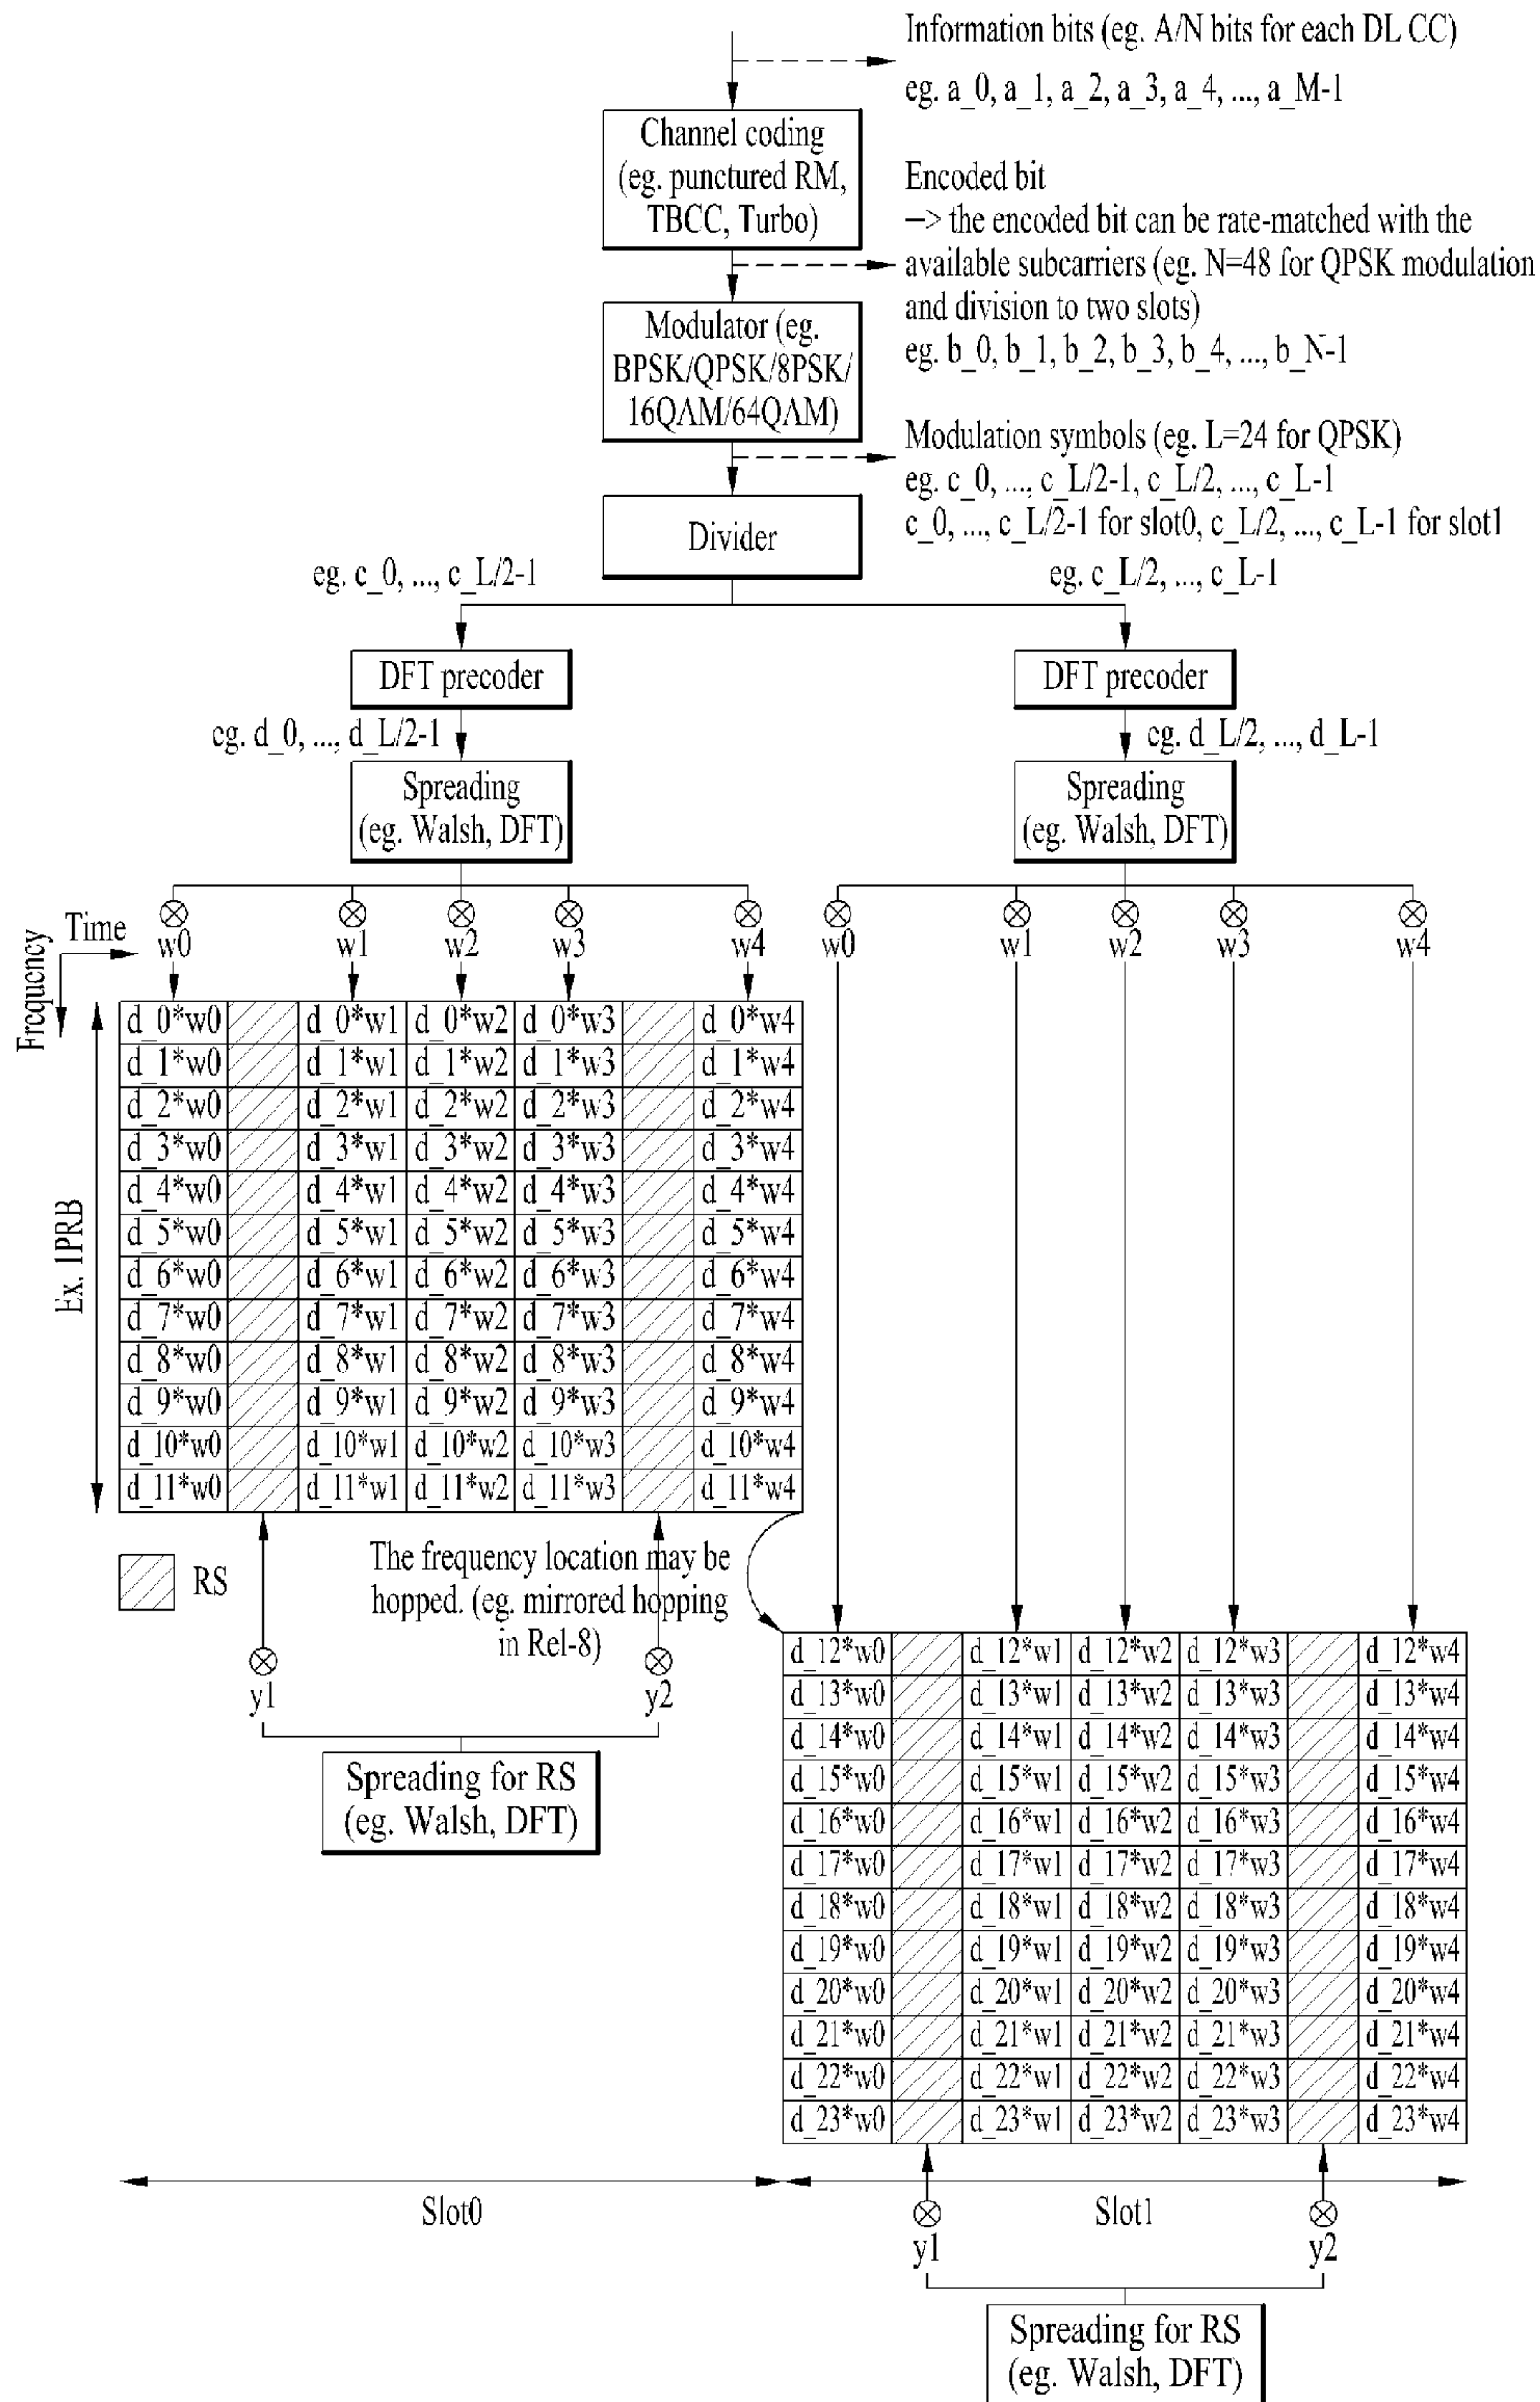 Information bits (eg. A/N bits for each DL CC)
eg. a_0, a_1, a_2, a_3, a_4, ..., a_M-1
Channel coding
(eg. punctured RM,
TBCC, Turbo)
Encoded bit
–> the encoded bit can be rate-matched with the
available subcarriers (eg. N=48 for QPSK modulation
and division to two slots)
eg. b_0, b_1, b_2, b_3, b_4, ..., b_N-1
Modulator (eg.
BPSK/QPSK/8PSK/
16QAM/64QAM)
Modulation symbols (eg. L=24 for QPSK)
eg. c_0, ..., c_L/2-1, c_L/2, ..., c_L-1
c_0, ..., c_L/2-1 for slot0, c_L/2, ..., c_L-1 for slot1
Divider
eg. c_0, ..., c_L/2-1
eg. c_L/2, ..., c_L-1
DFT precoder
DFT precoder
eg. d_0, ..., d_L/2-1
eg. d_L/2, ..., d_L-1
Spreading
(eg. Walsh, DFT)
Spreading
(eg. Walsh, DFT)
Time
Frequency
w0 w1 w2 w3 w4
w0 w1 w2 w3 w4
d_0*w0 d_0*w1 d_0*w2 d_0*w3 d_0*w4
d_1*w0 d_1*w1 d_1*w2 d_1*w3 d_1*w4
d_2*w0 d_2*w1 d_2*w2 d_2*w3 d_2*w4
d_3*w0 d_3*w1 d_3*w2 d_3*w3 d_3*w4
d_4*w0 d_4*w1 d_4*w2 d_4*w3 d_4*w4
d_5*w0 d_5*w1 d_5*w2 d_5*w3 d_5*w4
d_6*w0 d_6*w1 d_6*w2 d_6*w3 d_6*w4
d_7*w0 d_7*w1 d_7*w2 d_7*w3 d_7*w4
d_8*w0 d_8*w1 d_8*w2 d_8*w3 d_8*w4
d_9*w0 d_9*w1 d_9*w2 d_9*w3 d_9*w4
d_10*w0 d_10*w1 d_10*w2 d_10*w3 d_10*w4
d_11*w0 d_11*w1 d_11*w2 d_11*w3 d_11*w4
Ex. 1PRB
RS
The frequency location may be
hopped. (eg. mirrored hopping
in Rel-8)
y1 y2
Spreading for RS
(eg. Walsh, DFT)
d_12*w0 d_12*w1 d_12*w2 d_12*w3 d_12*w4
d_13*w0 d_13*w1 d_13*w2 d_13*w3 d_13*w4
d_14*w0 d_14*w1 d_14*w2 d_14*w3 d_14*w4
d_15*w0 d_15*w1 d_15*w2 d_15*w3 d_15*w4
d_16*w0 d_16*w1 d_16*w2 d_16*w3 d_16*w4
d_17*w0 d_17*w1 d_17*w2 d_17*w3 d_17*w4
d_18*w0 d_18*w1 d_18*w2 d_18*w3 d_18*w4
d_19*w0 d_19*w1 d_19*w2 d_19*w3 d_19*w4
d_20*w0 d_20*w1 d_20*w2 d_20*w3 d_20*w4
d_21*w0 d_21*w1 d_21*w2 d_21*w3 d_21*w4
d_22*w0 d_22*w1 d_22*w2 d_22*w3 d_22*w4
d_23*w0 d_23*w1 d_23*w2 d_23*w3 d_23*w4
Slot0
Slot1
y1 y2
Spreading for RS
(eg. Walsh, DFT)